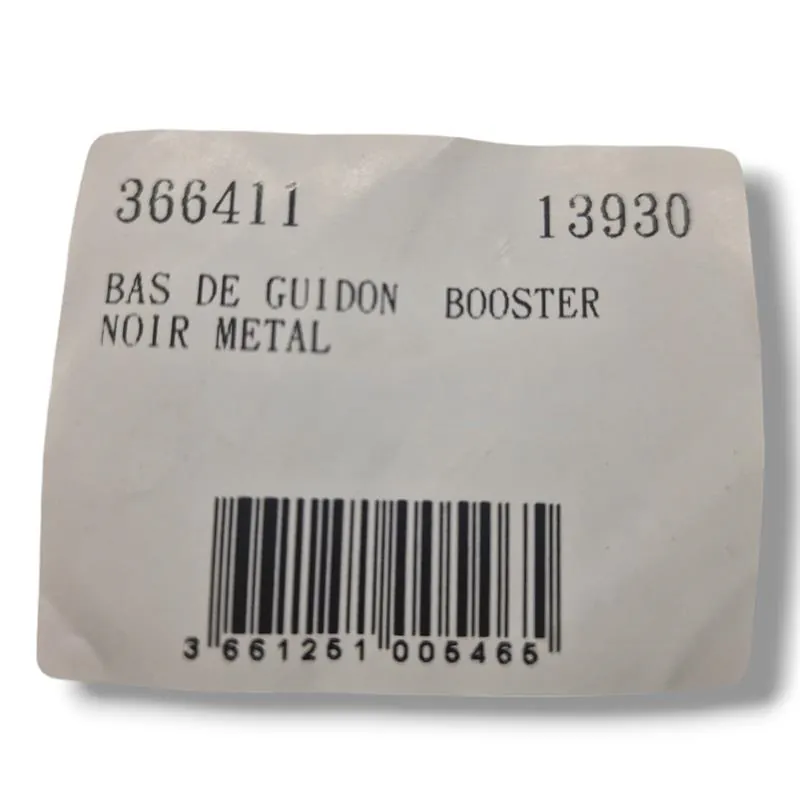 366411 13930
BAS DE GUIDON BOOSTER
NOIR METAL
3 661251 005465